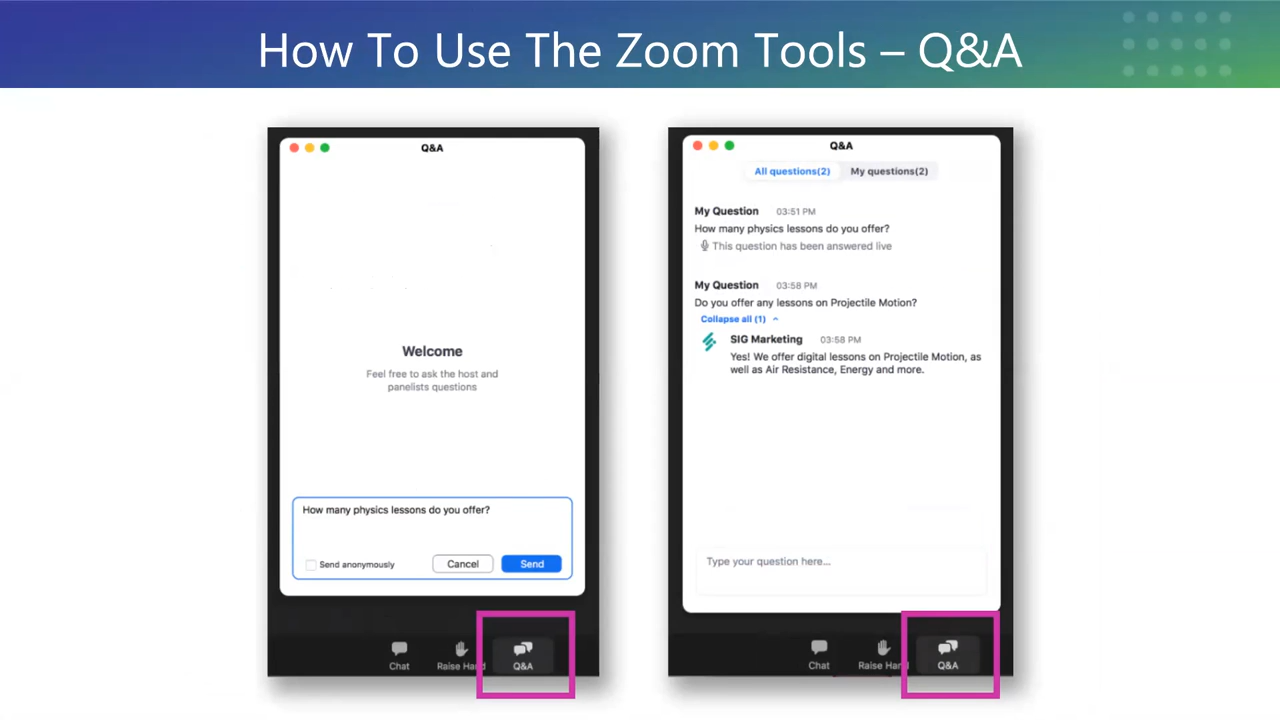 How To Use The Zoom Tools – Q&A
Q&A
Welcome
Feel free to ask the host and
panelists questions
How many physics lessons do you offer?
Send anonymously
Cancel
Send
Chat
Raise Han
Q&A
Q&A
All questions(2)
My questions(2)
My Question 03:51 PM
How many physics lessons do you offer?
This question has been answered live
My Question 03:58 PM
Do you offer any lessons on Projectile Motion?
Collapse all (1)
SIG Marketing 03:58 PM
Yes! We offer digital lessons on Projectile Motion, as
well as Air Resistance, Energy and more.
Type your question here...
Chat
Raise Han
Q&A